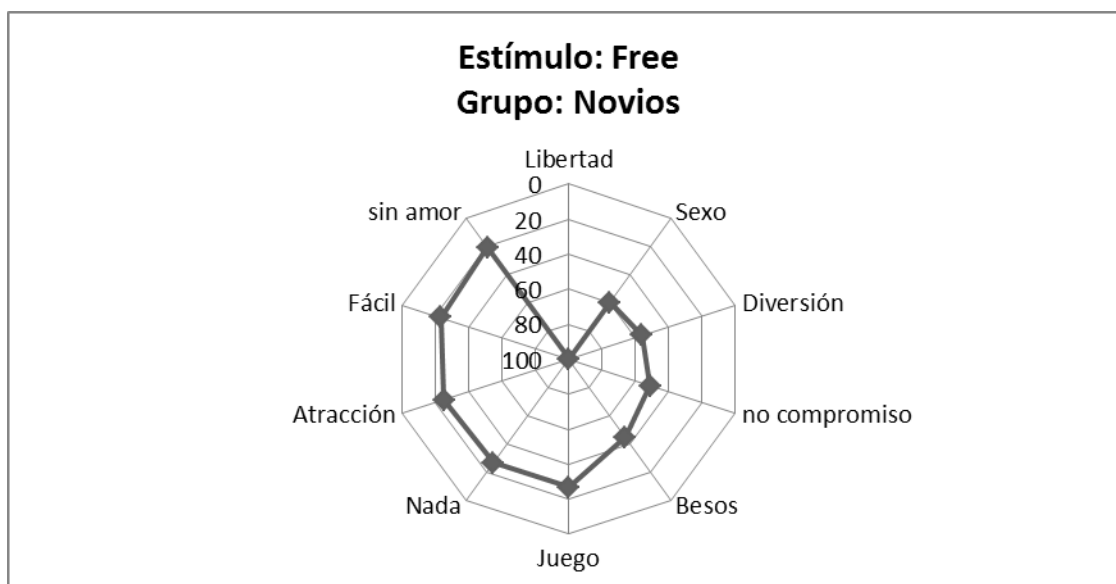 Estímulo: Free
Grupo: Novios
Libertad
Sexo
Diversión
no compromiso
Besos
Juego
Nada
Atracción
Fácil
sin amor
0
20
40
60
80
100